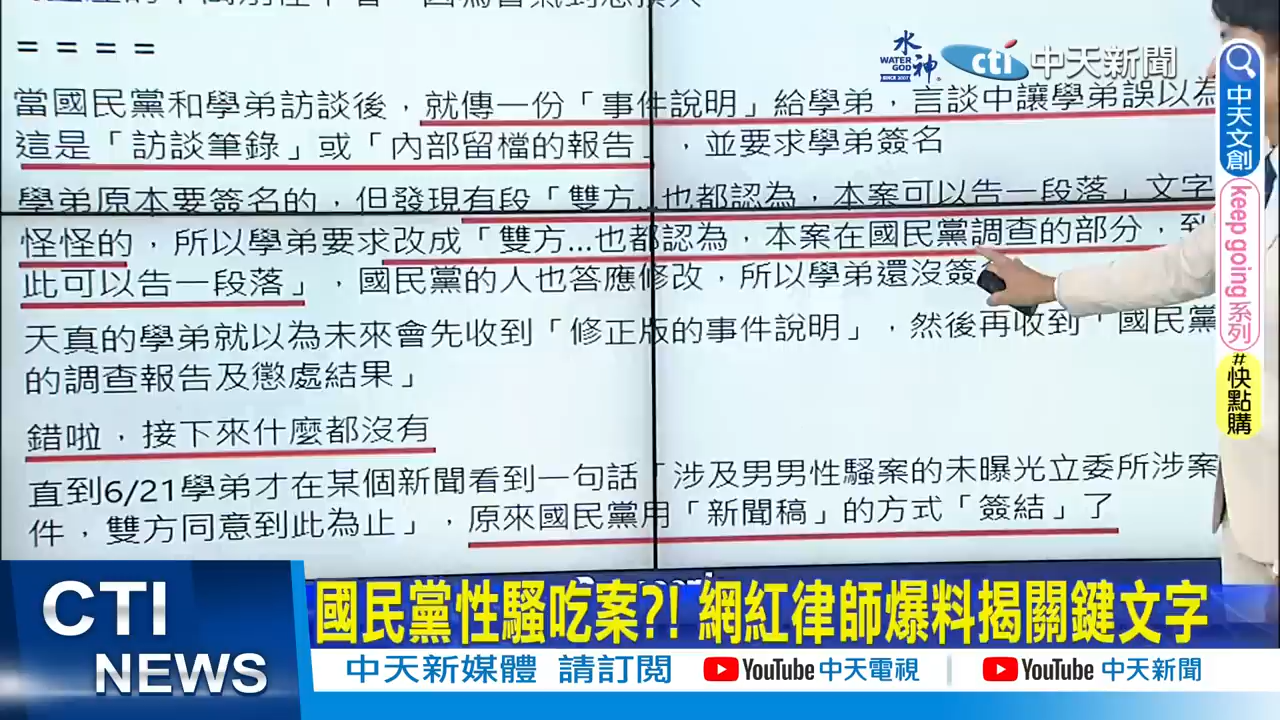 ====
當國民黨和學弟訪談後，就傳一份「事件說明」給學弟，言談中讓學弟誤以為
這是「訪談筆錄」或「內部留檔的報告」，並要求學弟簽名
學弟原本要簽名的，但發現有段「雙方...也都認為，本案可以告一段落」文字
怪怪的，所以學弟要求改成「雙方...也都認為，本案在國民黨調查的部分，到
此可以告一段落」，國民黨的人也答應修改，所以學弟還沒簽
天真的學弟就以為未來會先收到「修正版的事件說明」，然後再收到「國民黨
的調查報告及懲處結果」
錯啦，接下來什麼都沒有
直到6/21學弟才在某個新聞看到一句話「涉及男男性騷案的未曝光立委所涉案
件，雙方同意到此為止」，原來國民黨用「新聞稿」的方式「簽結」了
水神
WATER GOD
SINCE 2007
cti 中天新聞
中天文創
keep going系列
#快點購
CTI NEWS
國民黨性騷吃案?! 網紅律師爆料揭關鍵文字
中天新媒體 請訂閱 YouTube 中天電視 | YouTube 中天新聞